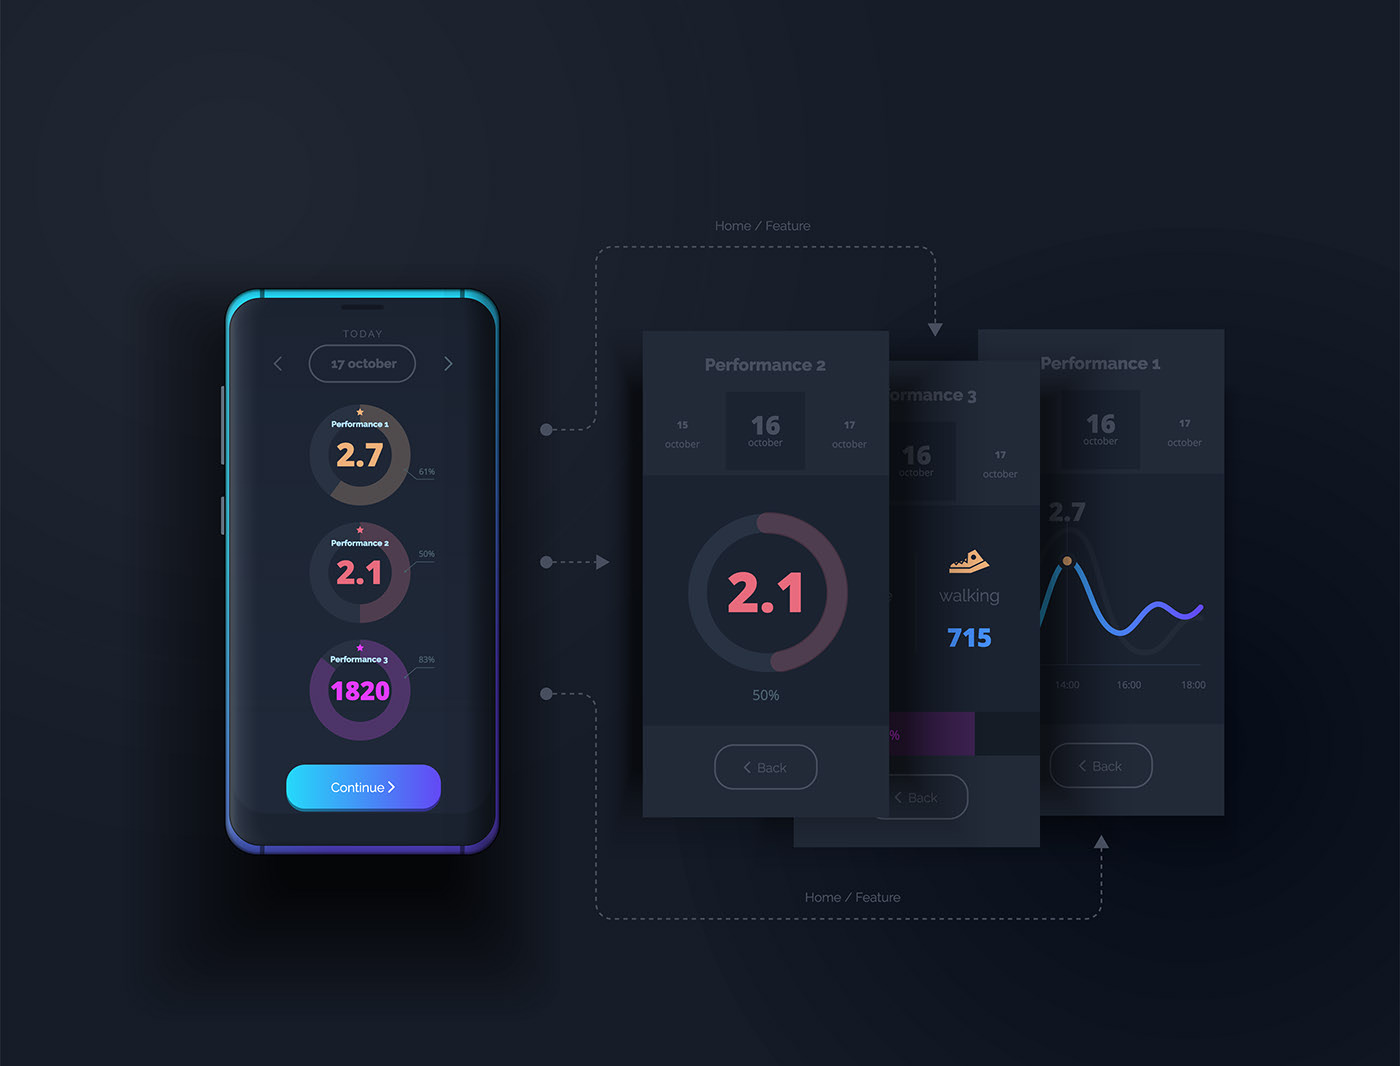 Home / Feature
TODAY
17 october
Performance 1
2.7
61%
Performance 2
2.1
50%
Performance 3
1820
83%
Continue
Performance 2
15
october
16
october
17
october
2.1
50%
Back
16
october
17
october
walking
715
%
Back
Performance 1
16
october
17
october
2.7
14:00
16:00
18:00
Back
Home / Feature